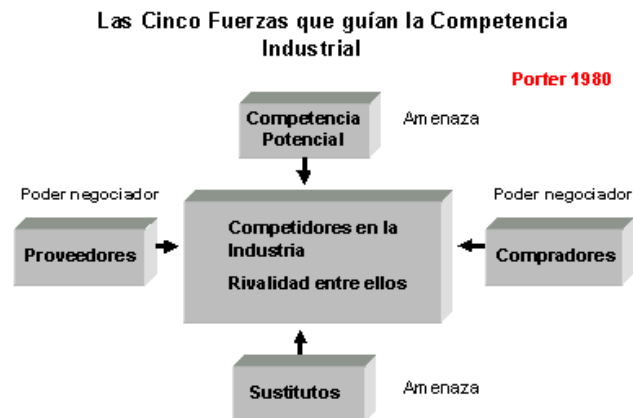 Las Cinco Fuerzas que guían la Competencia
Industrial
Porter 1980
Competencia
Potencial
Amenaza
Poder negociador
Poder negociador
Proveedores
Competidores en la
Industria
Rivalidad entre ellos
Compradores
Sustitutos
Amenaza